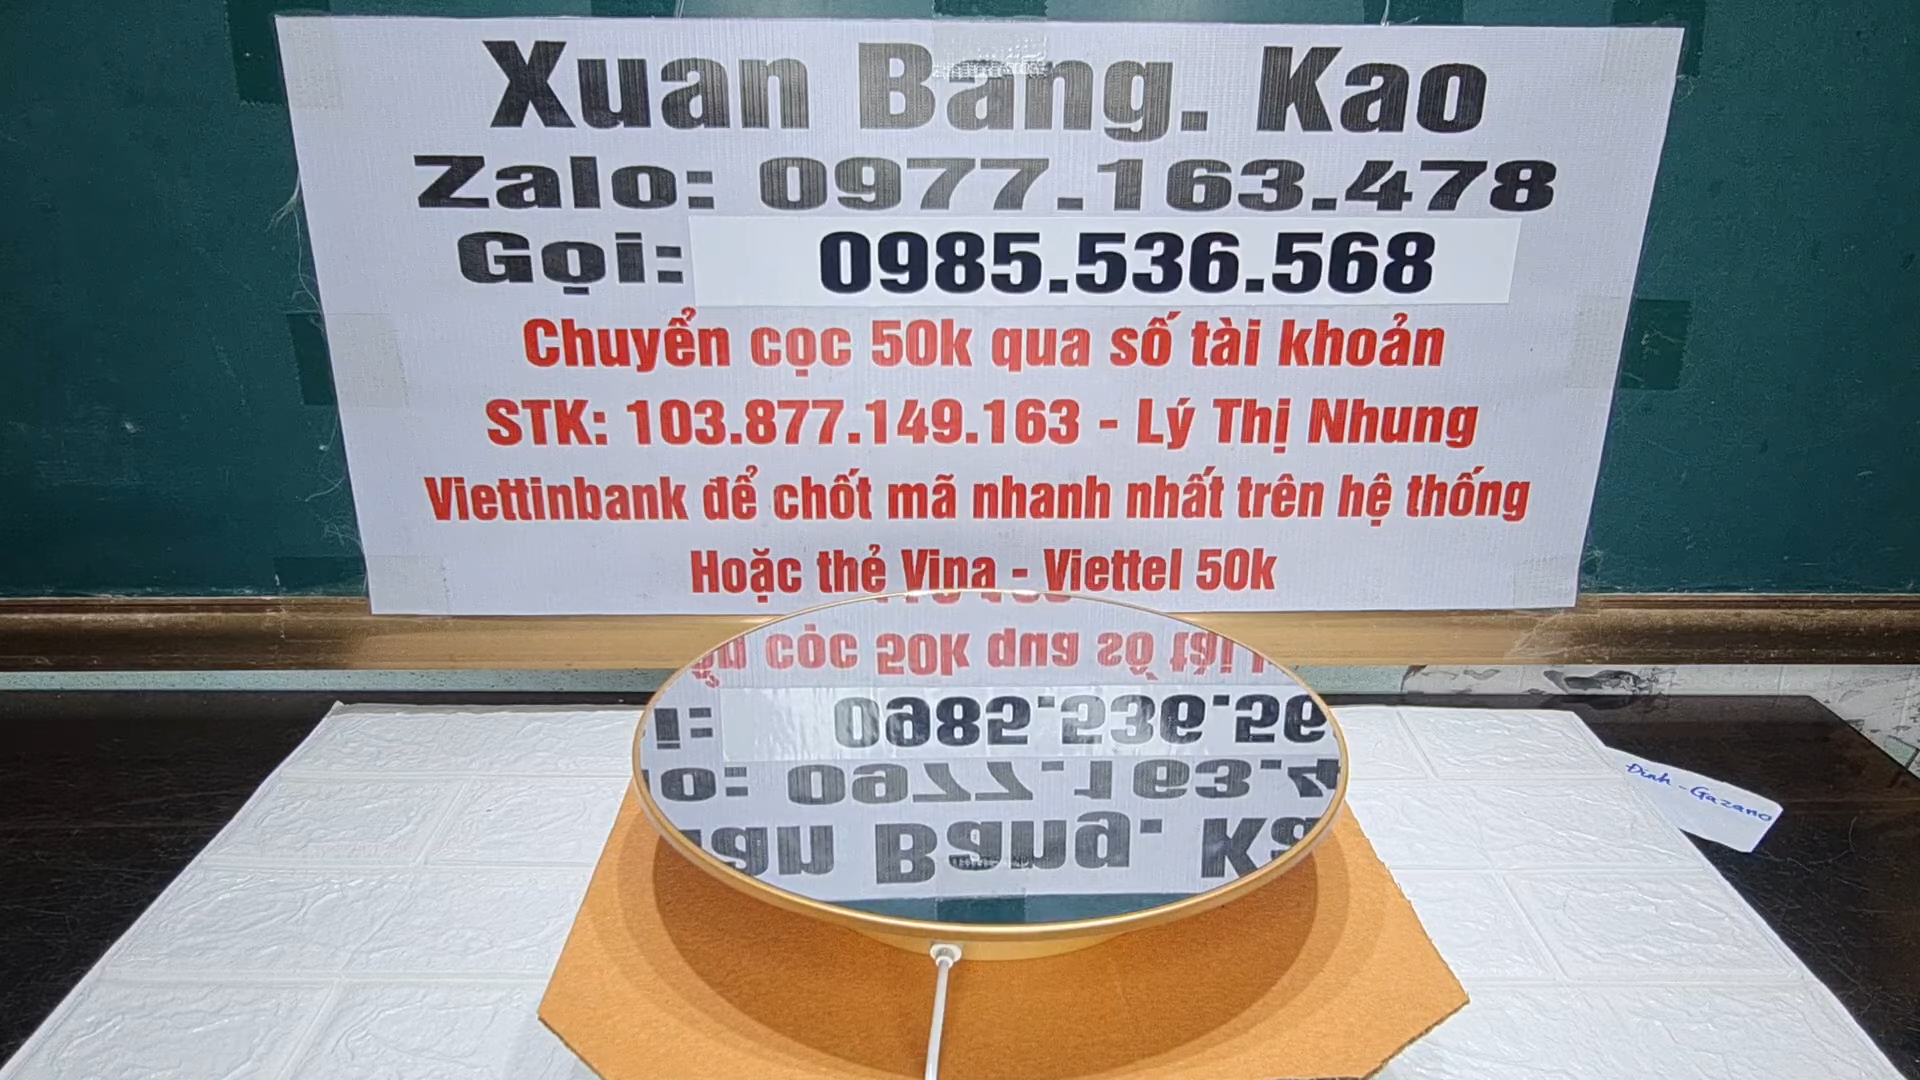 Xuan Bang. Kao
Zalo: 0977.163.478
Gọi: 0985.536.568
Chuyển cọc 50k qua số tài khoản
STK: 103.877.149.163 - Lý Thị Nhung
Viettinbank để chốt mã nhanh nhất trên hệ thống
Hoặc thẻ Vina - Viettel 50k
Đinh - Gazano